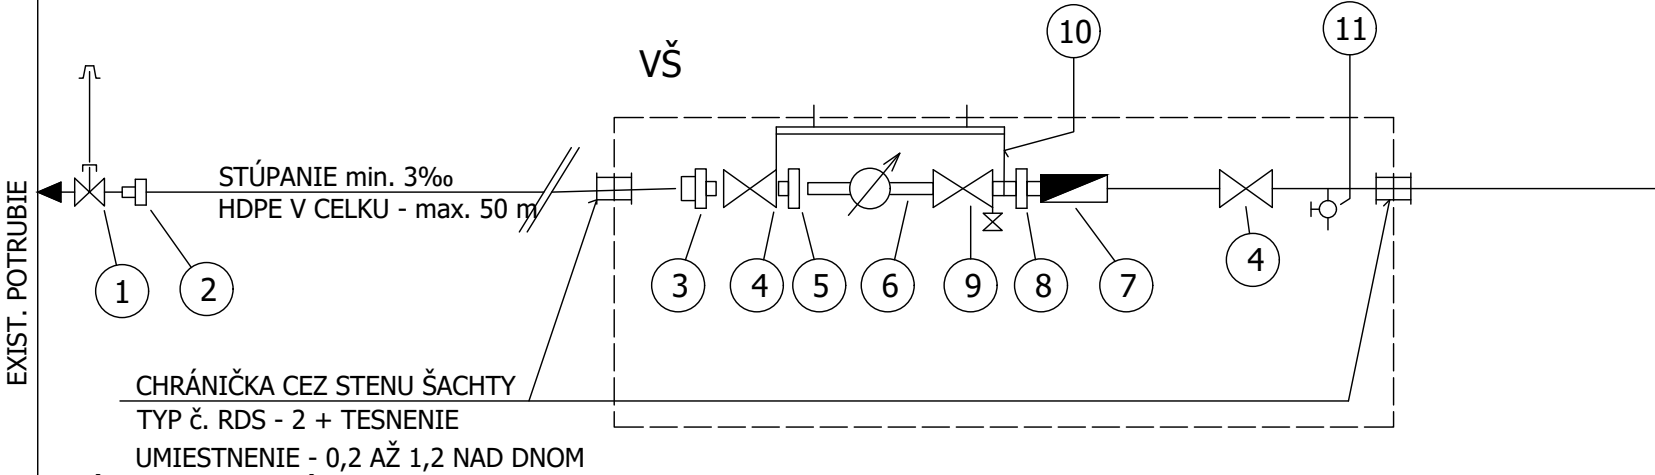 VŠ
10
11
EXIST. POTRUBIE
STÚPANIE min. 3‰
HDPE V CELKU - max. 50 m
1
2
3
4
5
6
9
8
7
4
CHRÁNIČKA CEZ STENU ŠACHTY
TYP č. RDS - 2 + TESNENIE
UMIESTNENIE - 0,2 AŽ 1,2 NAD DNOM